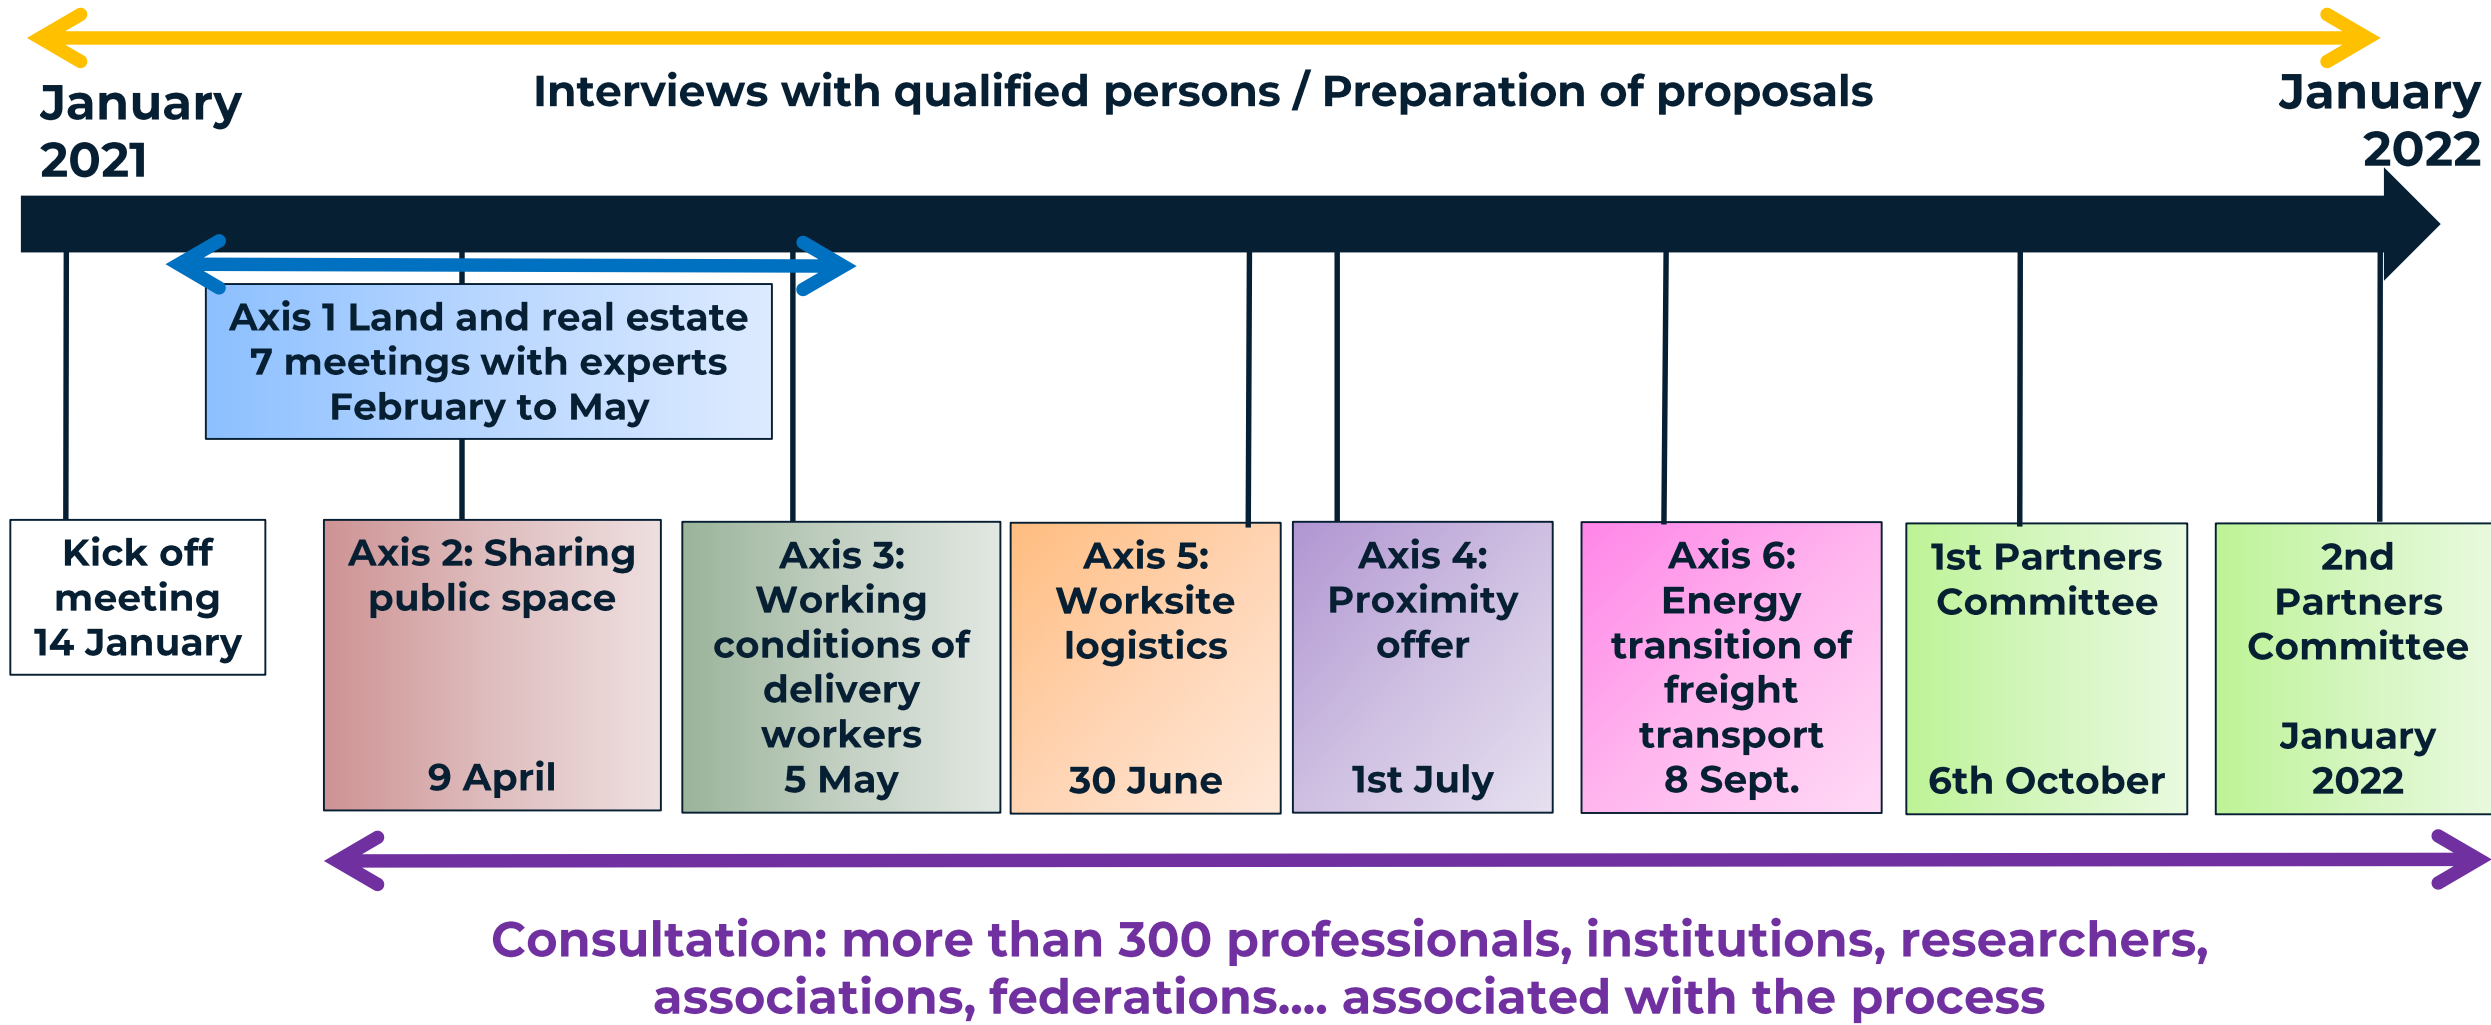 January
2021
Interviews with qualified persons / Preparation of proposals
January
2022
Axis 1 Land and real estate
7 meetings with experts
February to May
Kick off
meeting
14 January
Axis 2: Sharing
public space
9 April
Axis 3:
Working
conditions of
delivery
workers
5 May
Axis 5:
Worksite
logistics
30 June
Axis 4:
Proximity
offer
1st July
Axis 6:
Energy
transition of
freight
transport
8 Sept.
1st Partners
Committee
6th October
2nd
Partners
Committee
January
2022
Consultation: more than 300 professionals, institutions, researchers,
associations, federations.... associated with the process